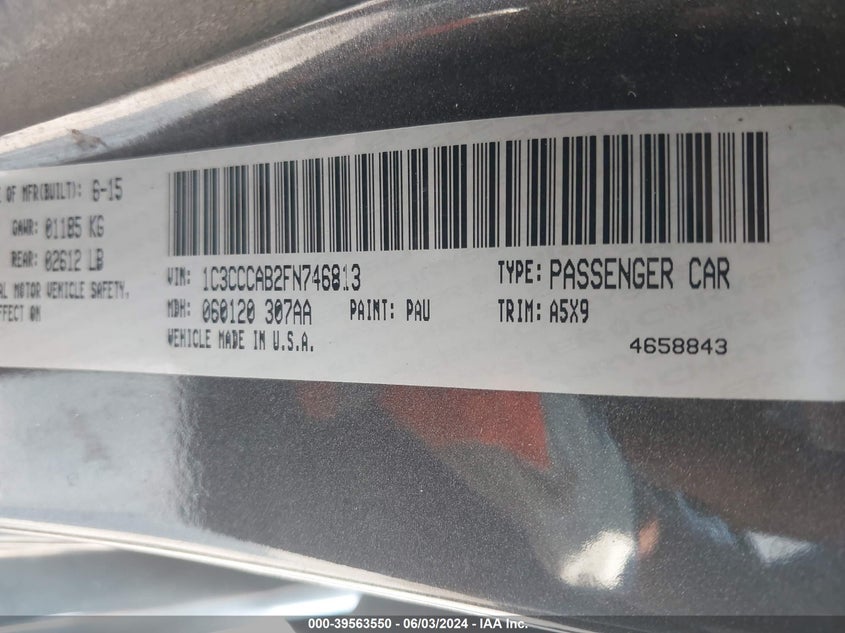 OF MFR(BUILT): 6-15
GAWR: 01185 KG
REAR: 02612 LB
MOTOR VEHICLE SAFETY,
ON
VIN: 1C3CCCAB2FN746813 TYPE: PASSENGER CAR
MDH: 060120 307AA PAINT: PAU TRIM: A5X9
VEHICLE MADE IN U.S.A.
4658843
000-39563550 - 06/03/2024 - IAA Inc.